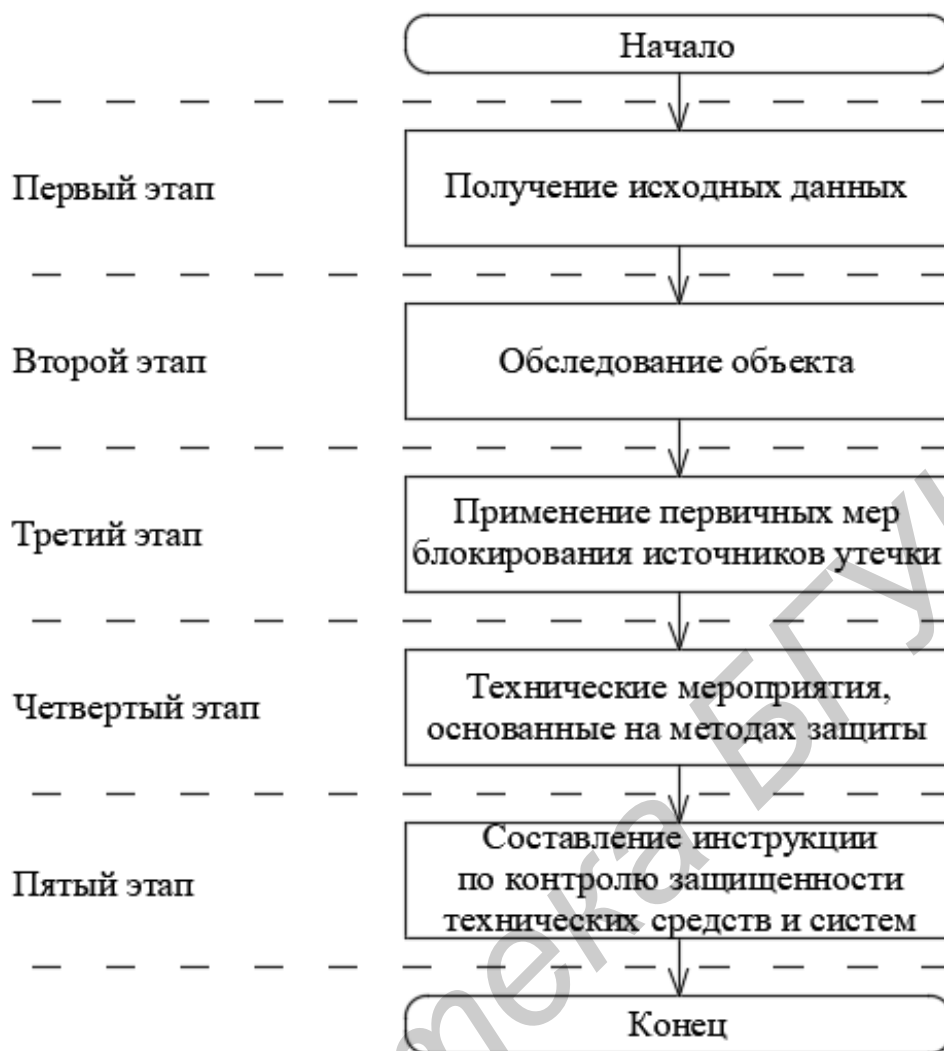 Начало
Первый этап
Получение исходных данных
Второй этап
Обследование объекта
Третий этап
Применение первичных мер
блокирования источников утечки
Четвертый этап
Технические мероприятия,
основанные на методах защиты
Пятый этап
Составление инструкции
по контролю защищенности
технических средств и систем
Конец